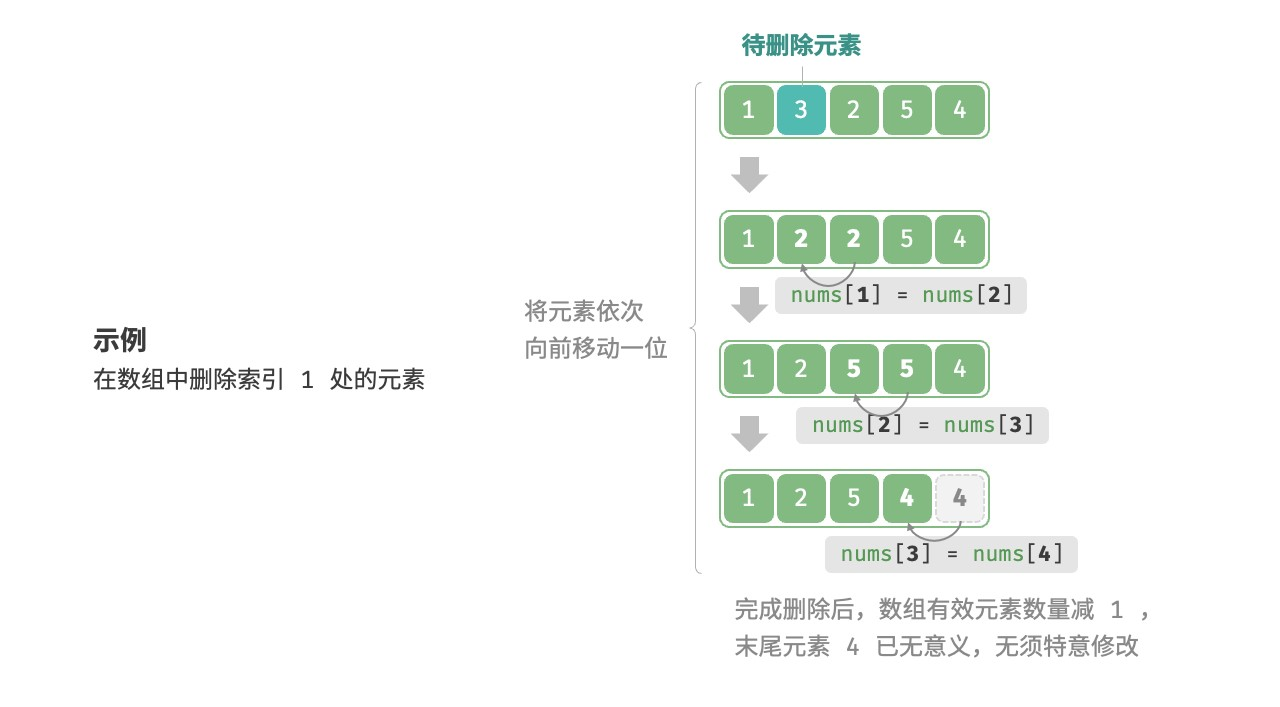 待删除元素
1 3 2 5 4
1 2 2 5 4
nums[1] = nums[2]
将元素依次
向前移动一位
示例
在数组中删除索引 1 处的元素
1 2 5 5 4
nums[2] = nums[3]
1 2 5 4 4
nums[3] = nums[4]
完成删除后，数组有效元素数量减 1 ，
末尾元素 4 已无意义，无须特意修改